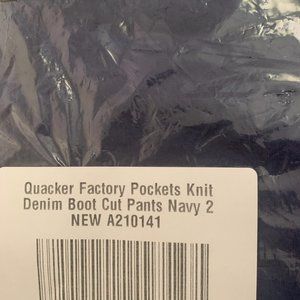 Quacker Factory Pockets Knit
Denim Boot Cut Pants Navy 2
NEW A210141